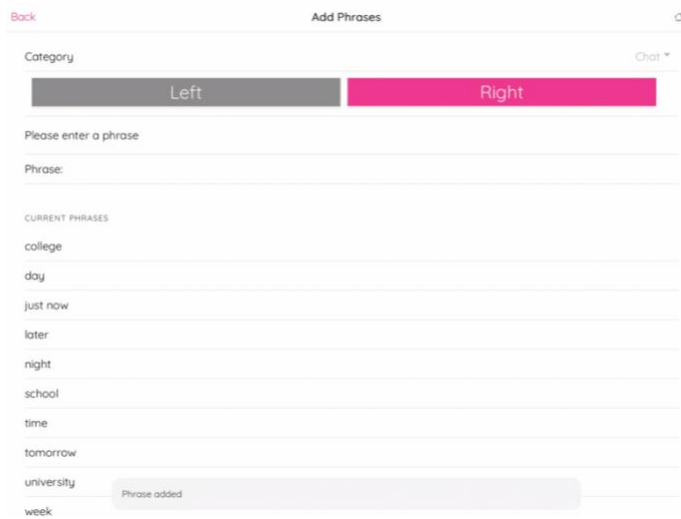 Back Add Phrases
Category Chat
Left Right
Please enter a phrase
Phrase:
CURRENT PHRASES
college
day
just now
later
night
school
time
tomorrow
university
Phrase added
week